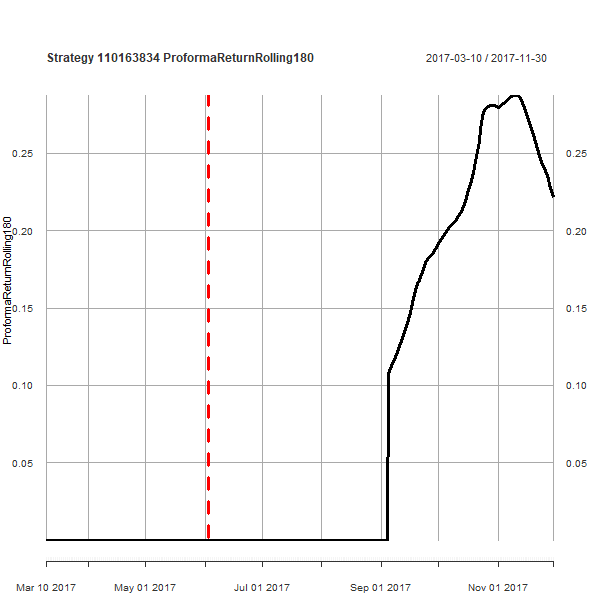 Strategy 110163834 ProformaReturnRolling180
2017-03-10 / 2017-11-30
ProformaReturnRolling180
0.25 0.25
0.20 0.20
0.15 0.15
0.10 0.10
0.05 0.05
Mar 10 2017 May 01 2017 Jul 01 2017 Sep 01 2017 Nov 01 2017